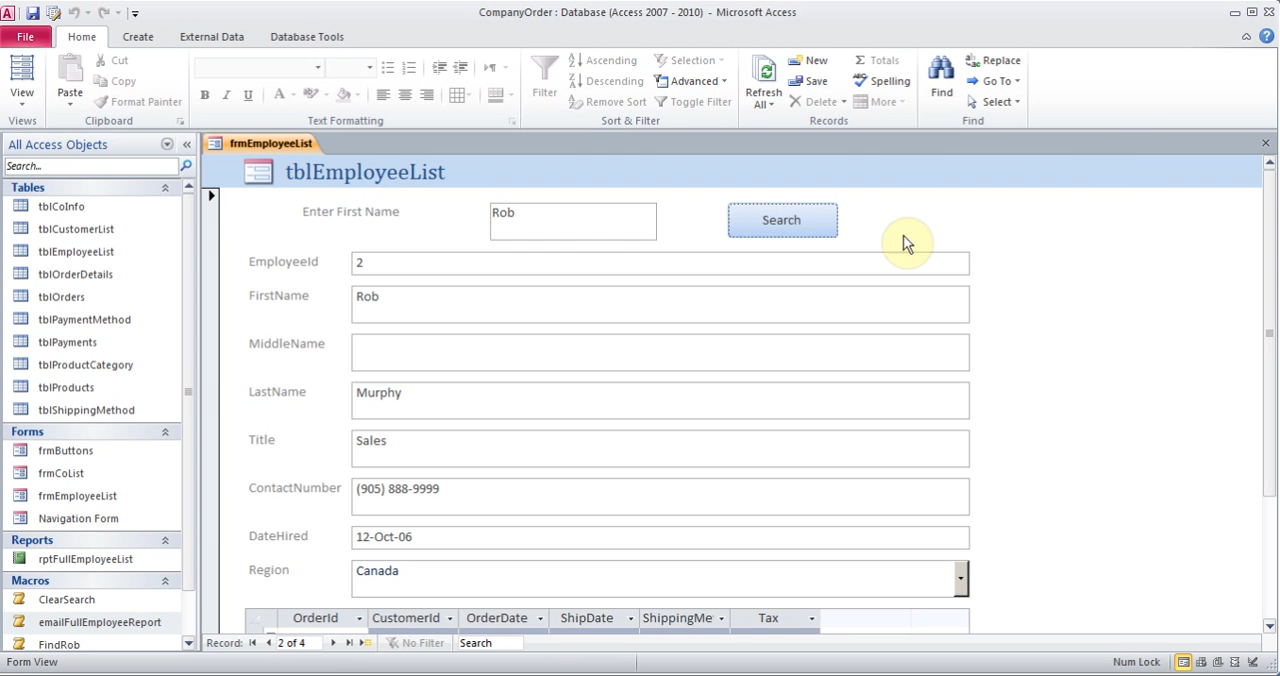 CompanyOrder : Database (Access 2007 - 2010) - Microsoft Access
File Home Create External Data Database Tools
View
Views
Paste
Cut
Copy
Format Painter
Clipboard
B I U A
Text Formatting
Filter
Ascending
Descending
Remove Sort
Selection
Advanced
Toggle Filter
Sort & Filter
Refresh
All
New
Save
Delete
Totals
Spelling
More
Records
Find
Replace
Go To
Select
Find
All Access Objects
Search...
Tables
tblCoInfo
tblCustomerList
tblEmployeeList
tblOrderDetails
tblOrders
tblPaymentMethod
tblPayments
tblProductCategory
tblProducts
tblShippingMethod
Forms
frmButtons
frmCoList
frmEmployeeList
Navigation Form
Reports
rptFullEmployeeList
Macros
ClearSearch
emailFullEmployeeReport
FindRob
frmEmployeeList
tblEmployeeList
Enter First Name Rob Search
EmployeeId 2
FirstName Rob
MiddleName
LastName Murphy
Title Sales
ContactNumber (905) 888-9999
DateHired 12-Oct-06
Region Canada
OrderId CustomerId OrderDate ShipDate ShippingMe Tax
Record: 2 of 4 No Filter Search
Form View Num Lock